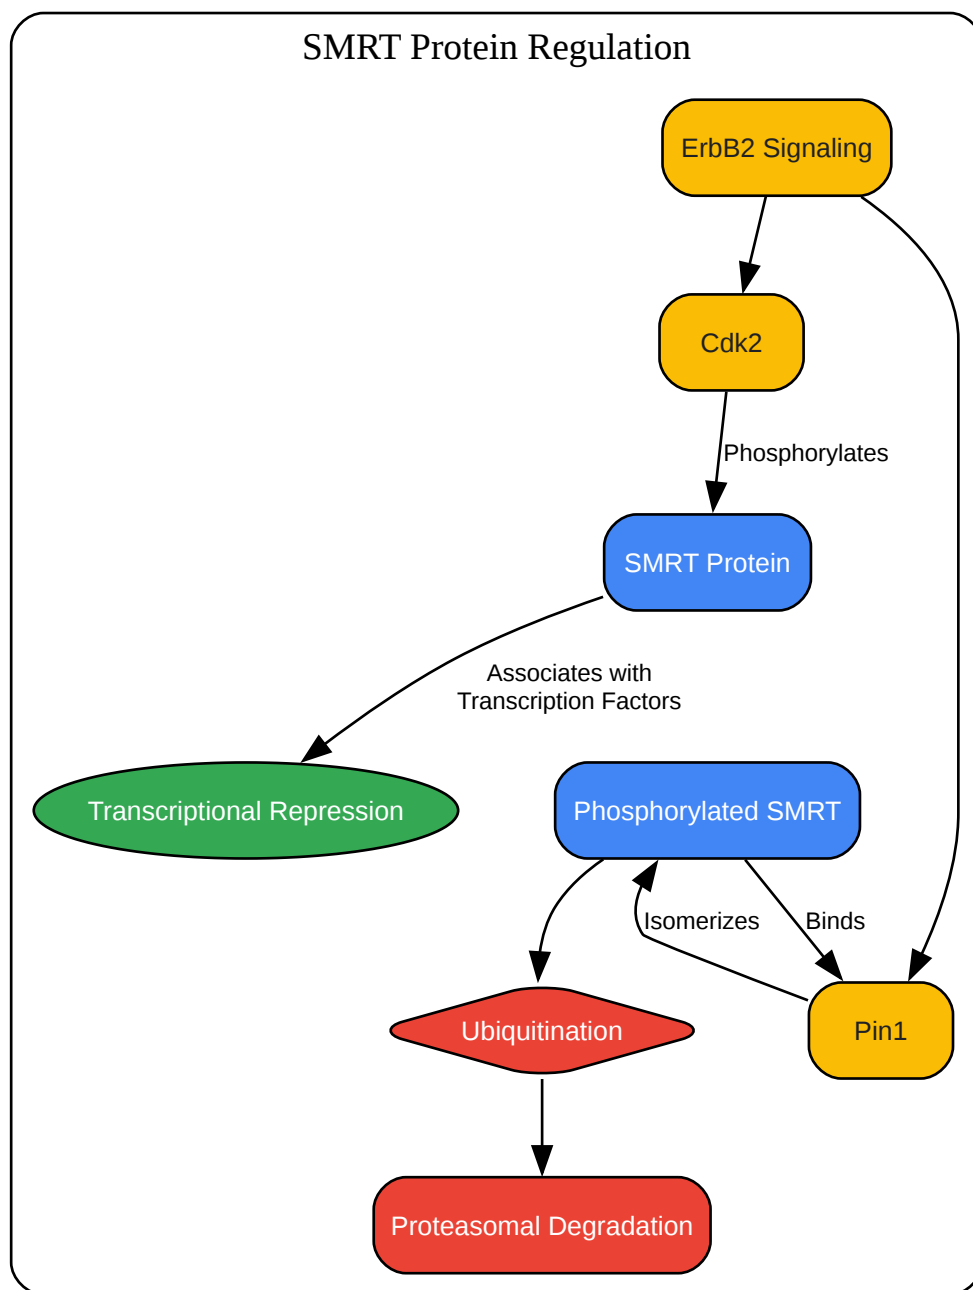 SMRT Protein Regulation
ErbB2 Signaling
Cdk2
Phosphorylates
SMRT Protein
Associates with
Transcription Factors
Transcriptional Repression
Phosphorylated SMRT
Isomerizes
Binds
Ubiquitination
Pin1
Proteasomal Degradation